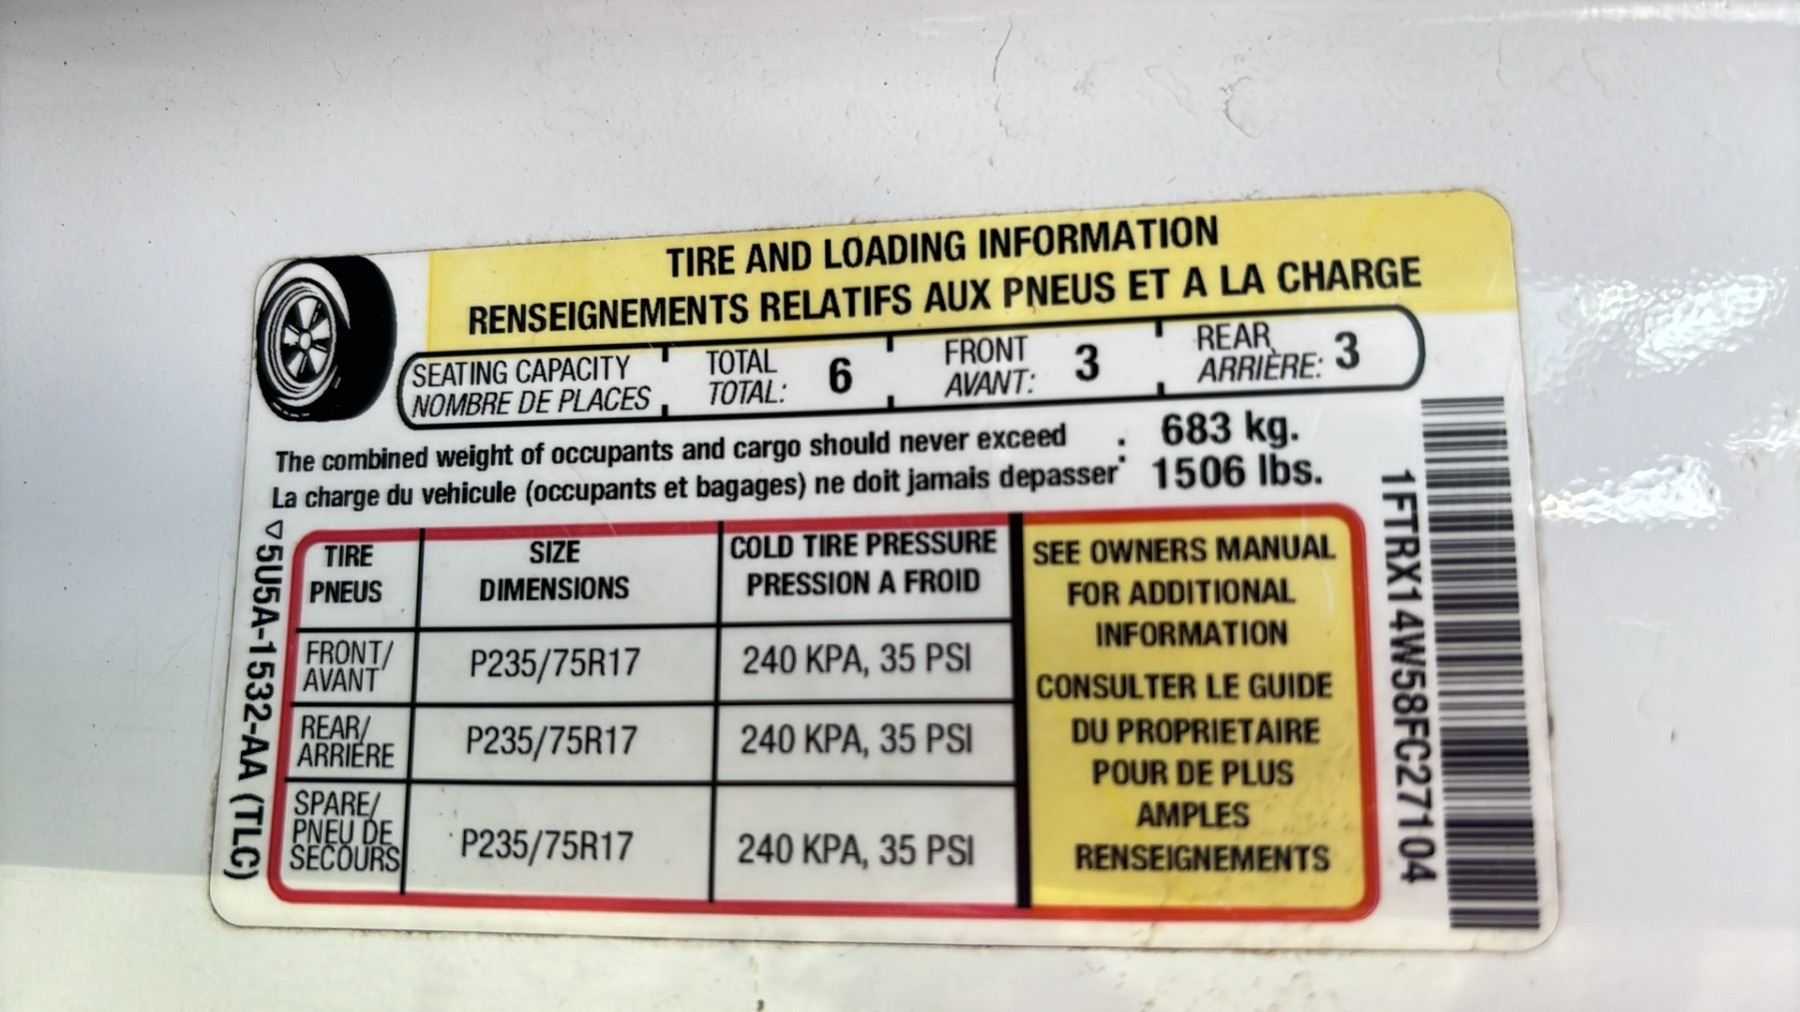 TIRE AND LOADING INFORMATION
RENSEIGNEMENTS RELATIFS AUX PNEUS ET A LA CHARGE
SEATING CAPACITY TOTAL 6 FRONT 3 REAR 3
NOMBRE DE PLACES TOTAL: AVANT: ARRIÈRE:
The combined weight of occupants and cargo should never exceed : 683 kg.
La charge du vehicule (occupants et bagages) ne doit jamais depasser : 1506 lbs.
TIRE SIZE COLD TIRE PRESSURE
PNEUS DIMENSIONS PRESSION A FROID
FRONT/
AVANT P235/75R17 240 KPA, 35 PSI
REAR/
ARRIÈRE P235/75R17 240 KPA, 35 PSI
SPARE/
PNEU DE
SECOURS P235/75R17 240 KPA, 35 PSI
SEE OWNERS MANUAL
FOR ADDITIONAL
INFORMATION
CONSULTER LE GUIDE
DU PROPRIETAIRE
POUR DE PLUS
AMPLES
RENSEIGNEMENTS
5U5A-1532-AA (TLC)
1FTRX14W58FC27104